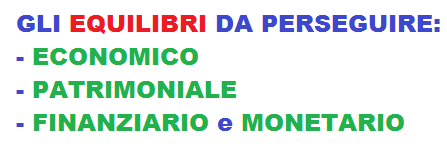 GLI EQUILIBRI DA PERSEGUIRE:
- ECONOMICO
- PATRIMONIALE
- FINANZIARIO e MONETARIO